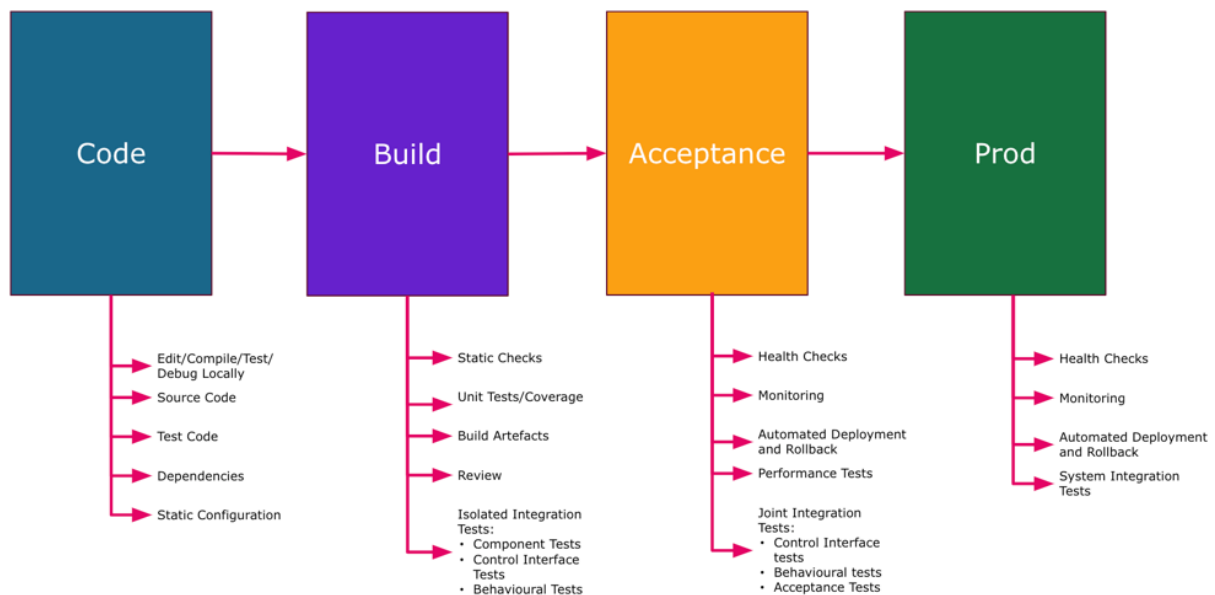 Code
Build
Acceptance
Prod
Edit/Compile/Test/
Debug Locally
Source Code
Test Code
Dependencies
Static Configuration
Static Checks
Unit Tests/Coverage
Build Artefacts
Review
Isolated Integration
Tests:
• Component Tests
• Control Interface
Tests
• Behavioural Tests
Health Checks
Monitoring
Automated Deployment
and Rollback
Performance Tests
Joint Integration
Tests:
• Control Interface
tests
• Behavioural tests
• Acceptance Tests
Health Checks
Monitoring
Automated Deployment
and Rollback
System Integration
Tests